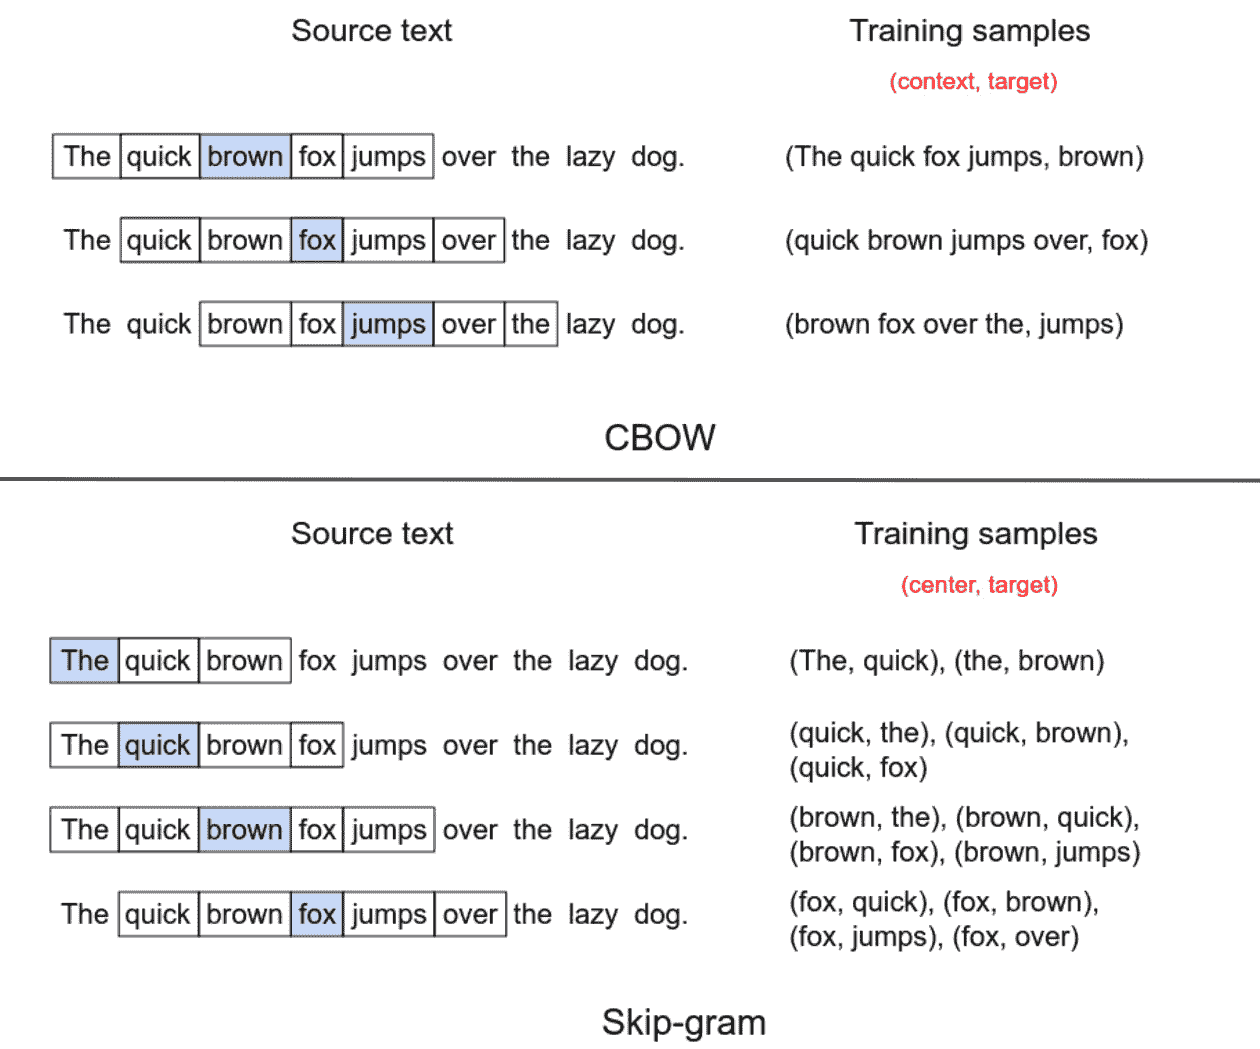 Source text Training samples
(context, target)
The quick brown fox jumps over the lazy dog. (The quick fox jumps, brown)
The quick brown fox jumps over the lazy dog. (quick brown jumps over, fox)
The quick brown fox jumps over the lazy dog. (brown fox over the, jumps)
CBOW
Source text Training samples
(center, target)
The quick brown fox jumps over the lazy dog. (The, quick), (the, brown)
The quick brown fox jumps over the lazy dog. (quick, the), (quick, brown),
(quick, fox)
The quick brown fox jumps over the lazy dog. (brown, the), (brown, quick),
(brown, fox), (brown, jumps)
The quick brown fox jumps over the lazy dog. (fox, quick), (fox, brown),
(fox, jumps), (fox, over)
Skip-gram